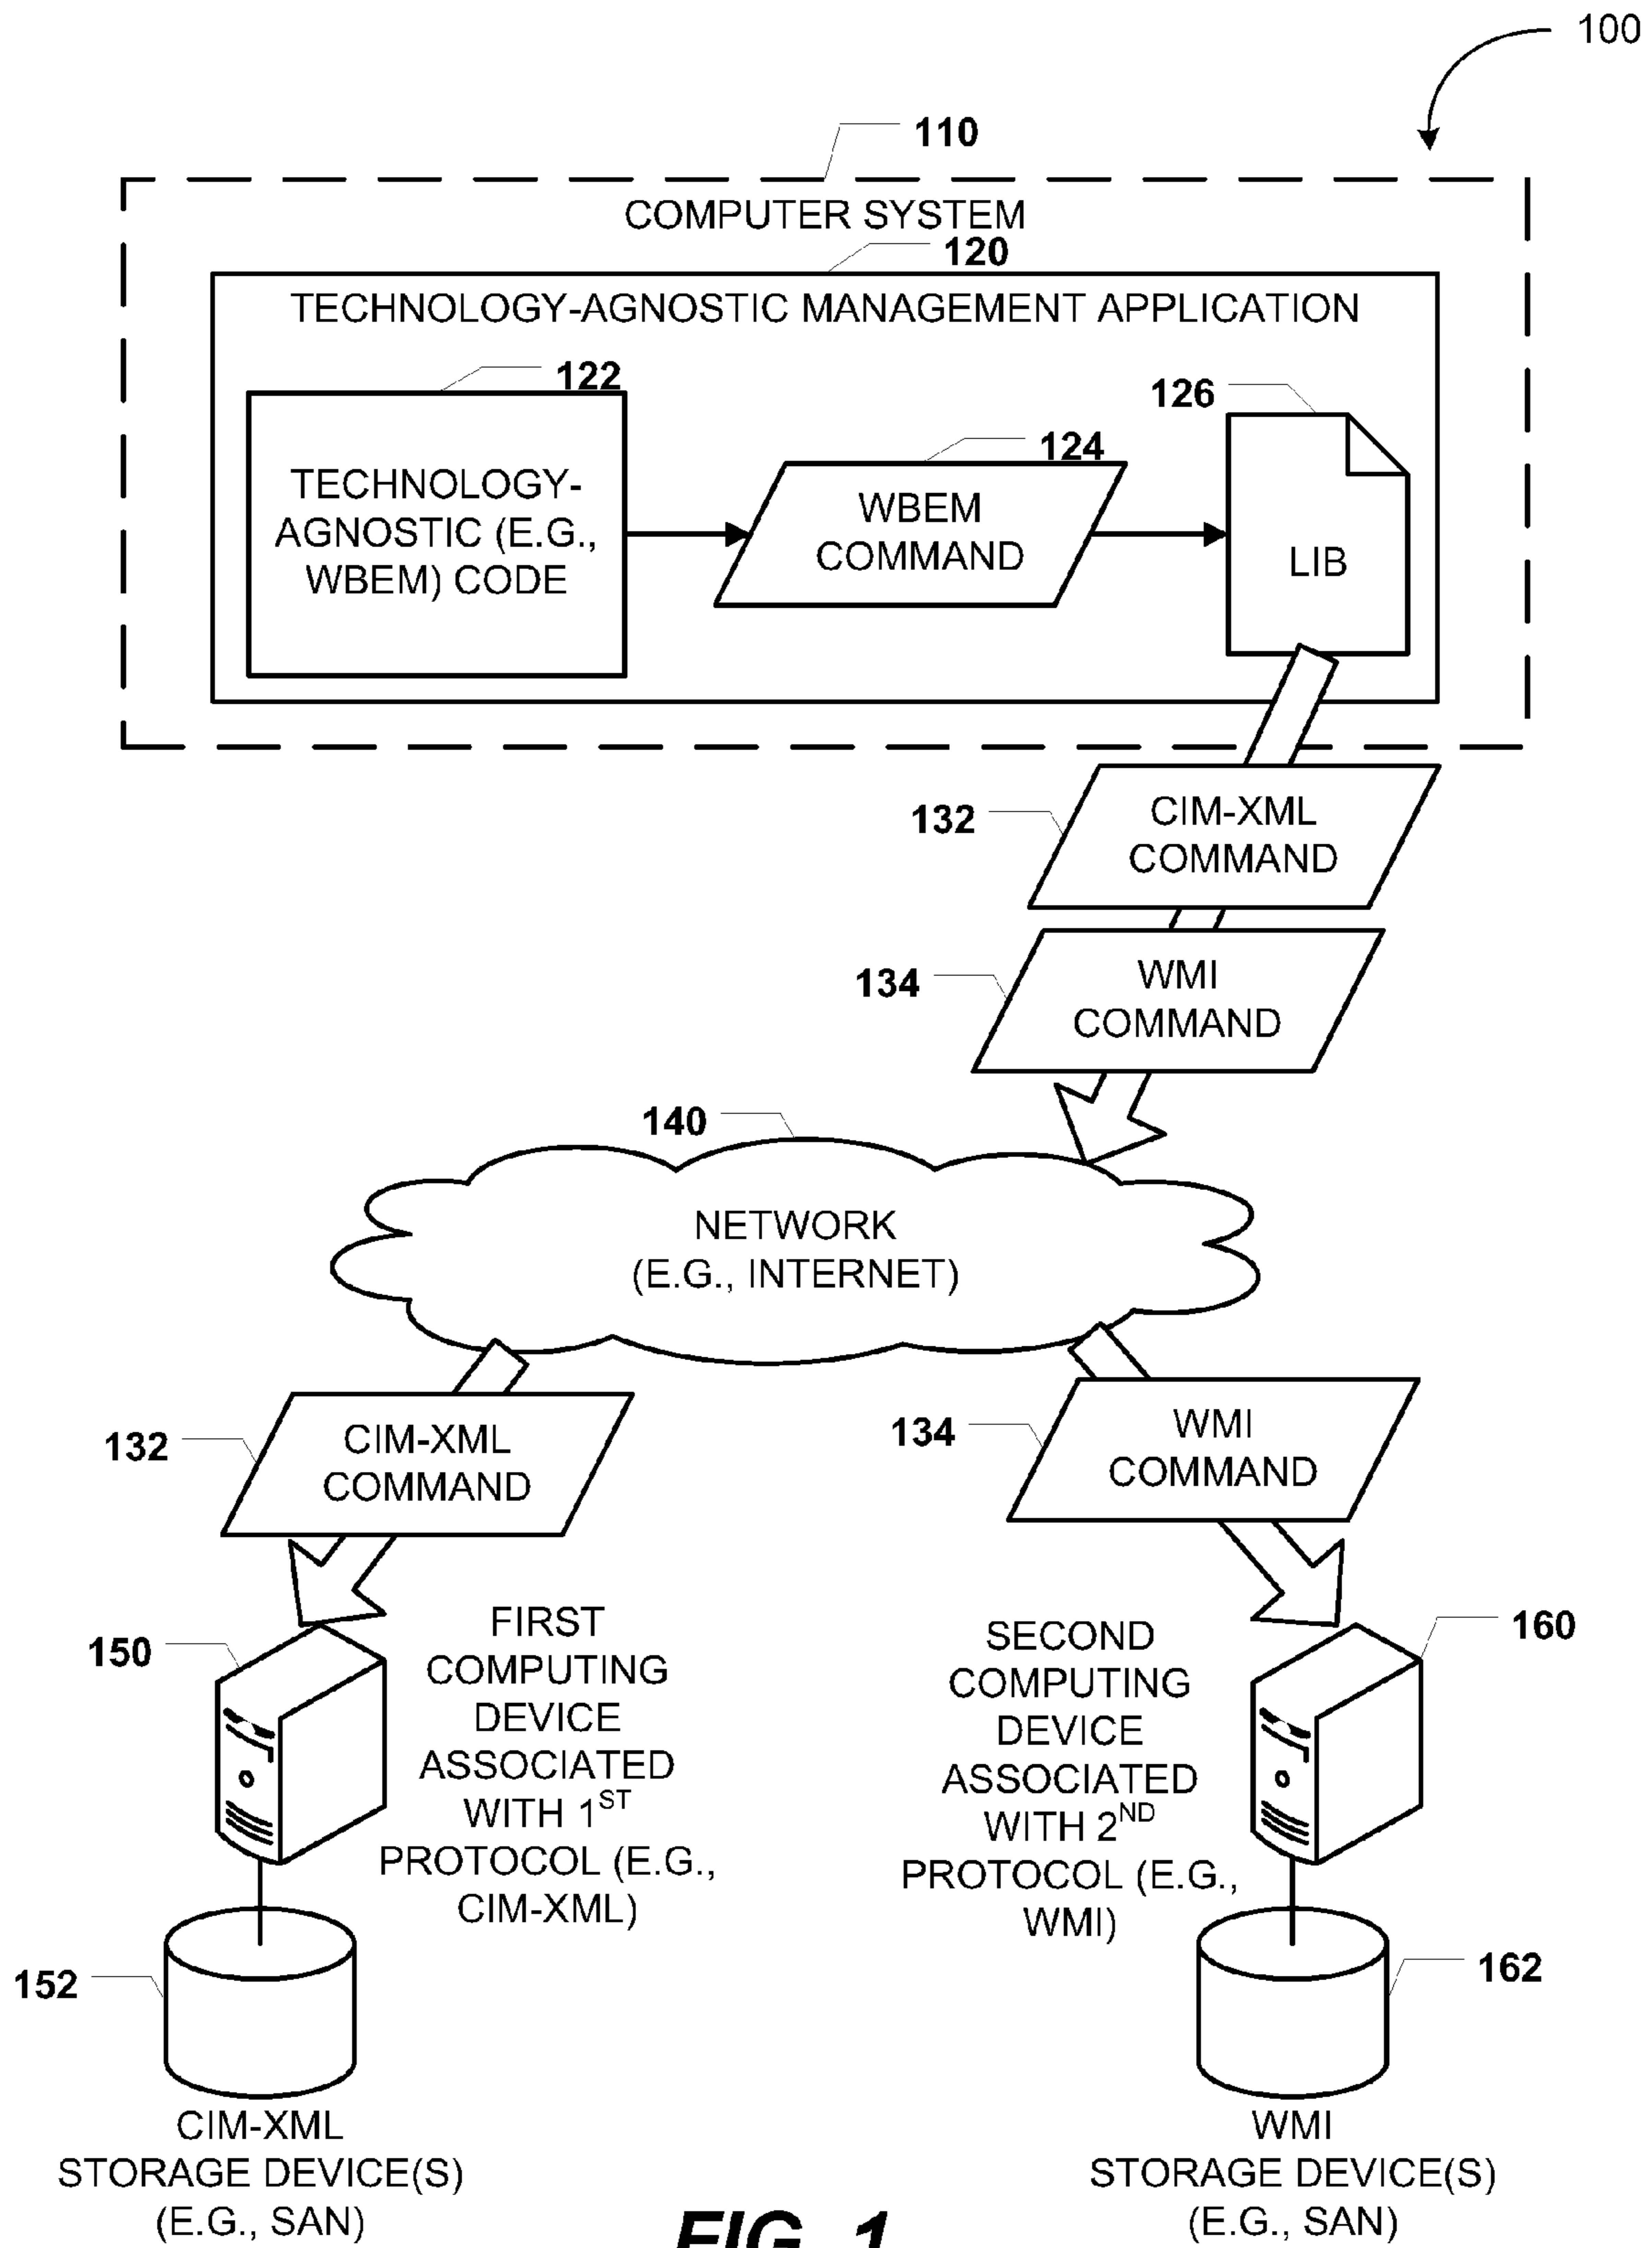 100
110
COMPUTER SYSTEM
120
TECHNOLOGY-AGNOSTIC MANAGEMENT APPLICATION
122
TECHNOLOGY-
AGNOSTIC (E.G.,
WBEM) CODE
124
WBEM
COMMAND
126
LIB
132
CIM-XML
COMMAND
134
WMI
COMMAND
140
NETWORK
(E.G., INTERNET)
132
CIM-XML
COMMAND
134
WMI
COMMAND
150
FIRST
COMPUTING
DEVICE
ASSOCIATED
WITH 1ST
PROTOCOL (E.G.,
CIM-XML)
SECOND
COMPUTING
DEVICE
ASSOCIATED
WITH 2ND
PROTOCOL (E.G.,
WMI)
160
152
CIM-XML
STORAGE DEVICE(S)
(E.G., SAN)
162
WMI
STORAGE DEVICE(S)
(E.G., SAN)
FIG. 1